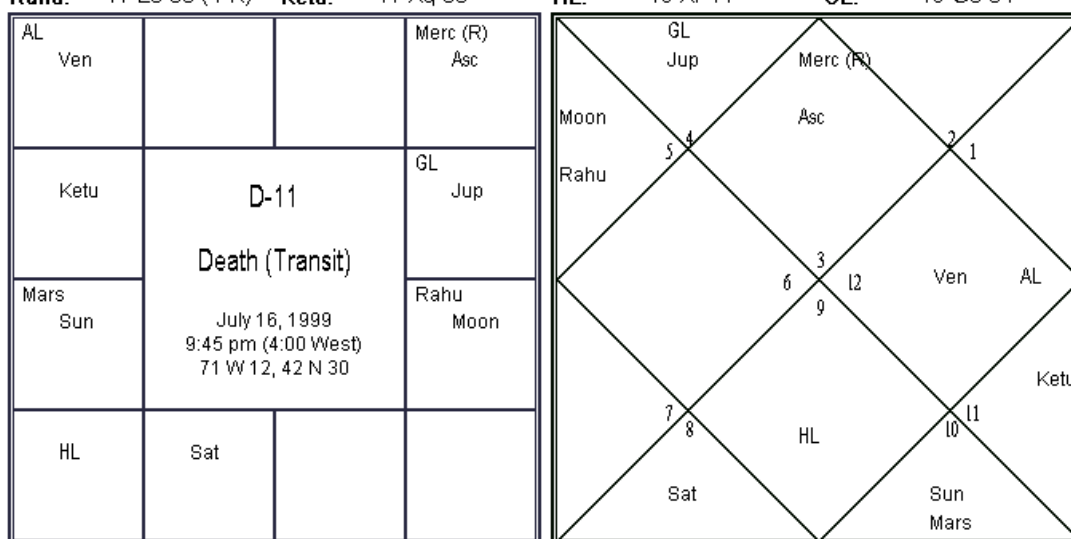 AL
Ven
Merc (R)
Asc
Ketu
D-11
Death (Transit)
July 16, 1999
9:45 pm (4:00 West)
71 W 12, 42 N 30
GL
Jup
Mars
Sun
Rahu
Moon
HL
Sat
GL
Jup
Merc (R)
Moon
Asc
4
2
5
1
Rahu
3
6
12
Ven
AL
9
Ketu
7
11
8
10
HL
Sat
Sun
Mars